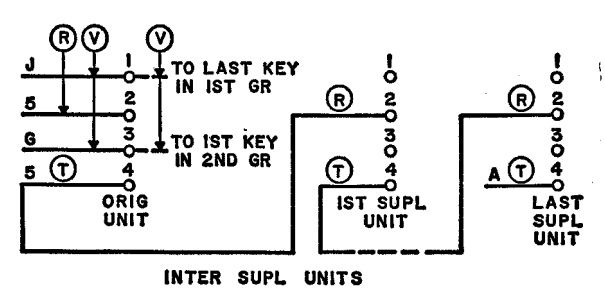 R V V
J 1 TO LAST KEY
IN 1ST GR
5 2
G 3 TO 1ST KEY
IN 2ND GR
5 T 4
ORIG
UNIT
1
R 2
3
T 4
1ST SUPL
UNIT
1
R 2
3
A T 4
LAST
SUPL
UNIT
INTER SUPL UNITS